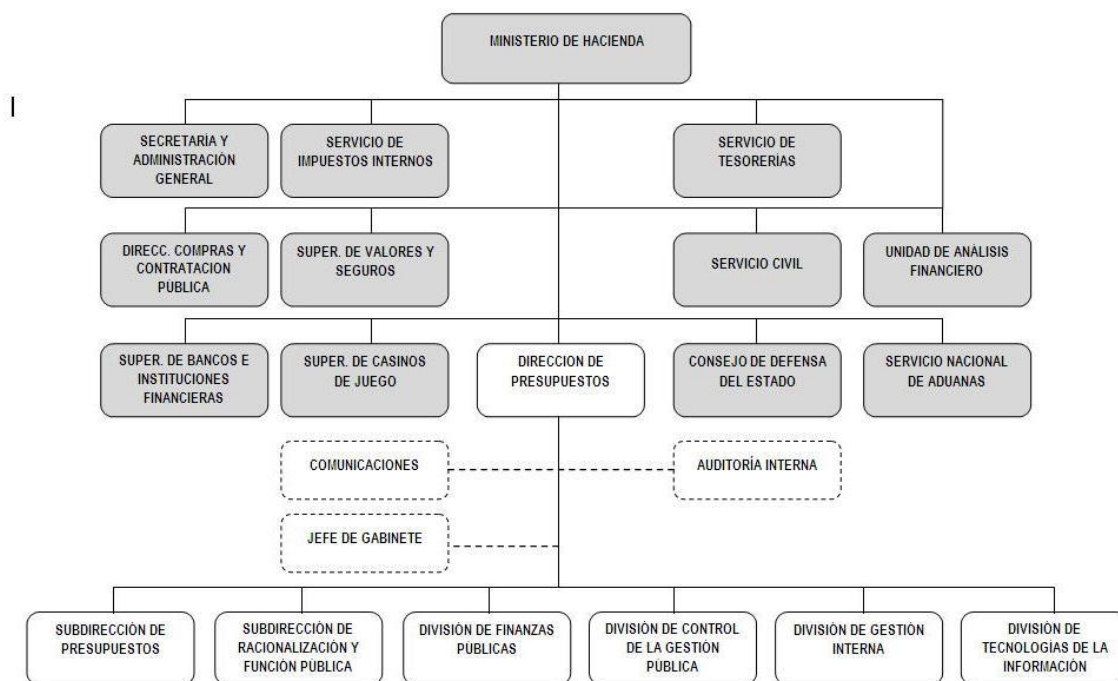 MINISTERIO DE HACIENDA
SECRETARÍA Y
ADMINISTRACIÓN
GENERAL
SERVICIO DE
IMPUESTOS INTERNOS
SERVICIO DE
TESORERÍAS
DIRECC. COMPRAS Y
CONTRATACION
PÚBLICA
SUPER. DE VALORES Y
SEGUROS
SERVICIO CIVIL
UNIDAD DE ANÁLISIS
FINANCIERO
SUPER. DE BANCOS E
INSTITUCIONES
FINANCIERAS
SUPER. DE CASINOS
DE JUEGO
DIRECCION DE
PRESUPUESTOS
CONSEJO DE DEFENSA
DEL ESTADO
SERVICIO NACIONAL
DE ADUANAS
COMUNICACIONES
AUDITORÍA INTERNA
JEFE DE GABINETE
SUBDIRECCIÓN DE
PRESUPUESTOS
SUBDIRECCIÓN DE
RACIONALIZACIÓN Y
FUNCIÓN PÚBLICA
DIVISIÓN DE FINANZAS
PÚBLICAS
DIVISIÓN DE CONTROL
DE LA GESTIÓN
PÚBLICA
DIVISIÓN DE GESTIÓN
INTERNA
DIVISIÓN DE
TECNOLOGÍAS DE LA
INFORMACIÓN